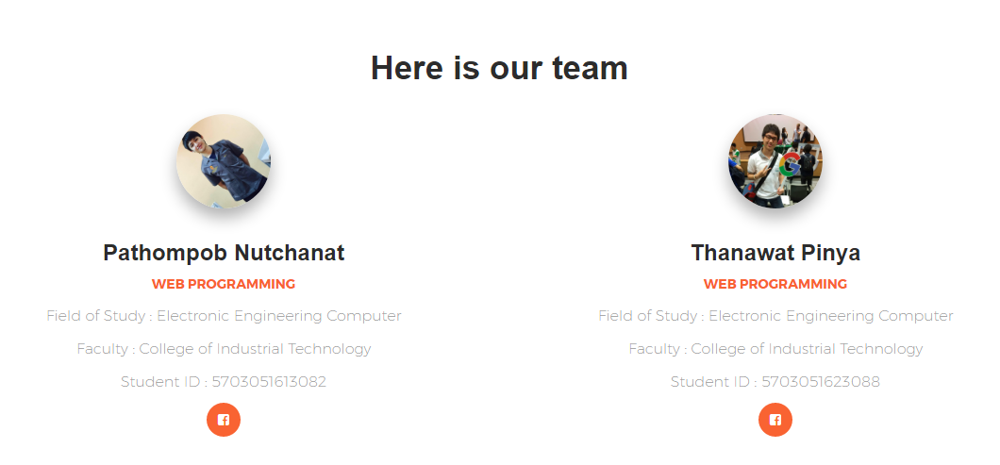 Here is our team
Pathompob Nutchanat
WEB PROGRAMMING
Field of Study : Electronic Engineering Computer
Faculty : College of Industrial Technology
Student ID : 5703051613082
Thanawat Pinya
WEB PROGRAMMING
Field of Study : Electronic Engineering Computer
Faculty : College of Industrial Technology
Student ID : 5703051623088